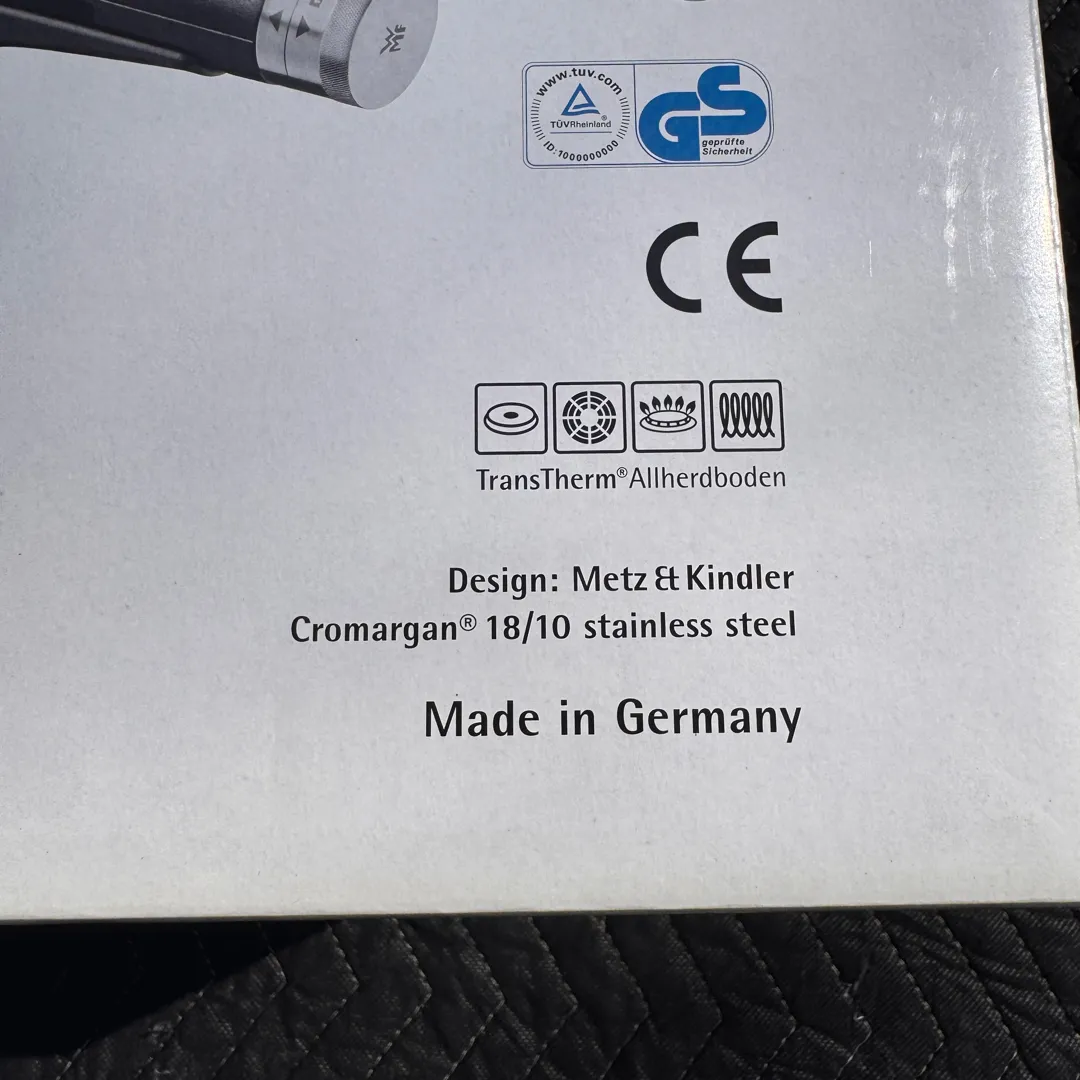 WMF
www.tuv.com
TÜVRheinland®
ID:1000000000
GS
geprüfte
Sicherheit
CE
TransTherm®Allherdboden
Design: Metz & Kindler
Cromargan® 18/10 stainless steel
Made in Germany